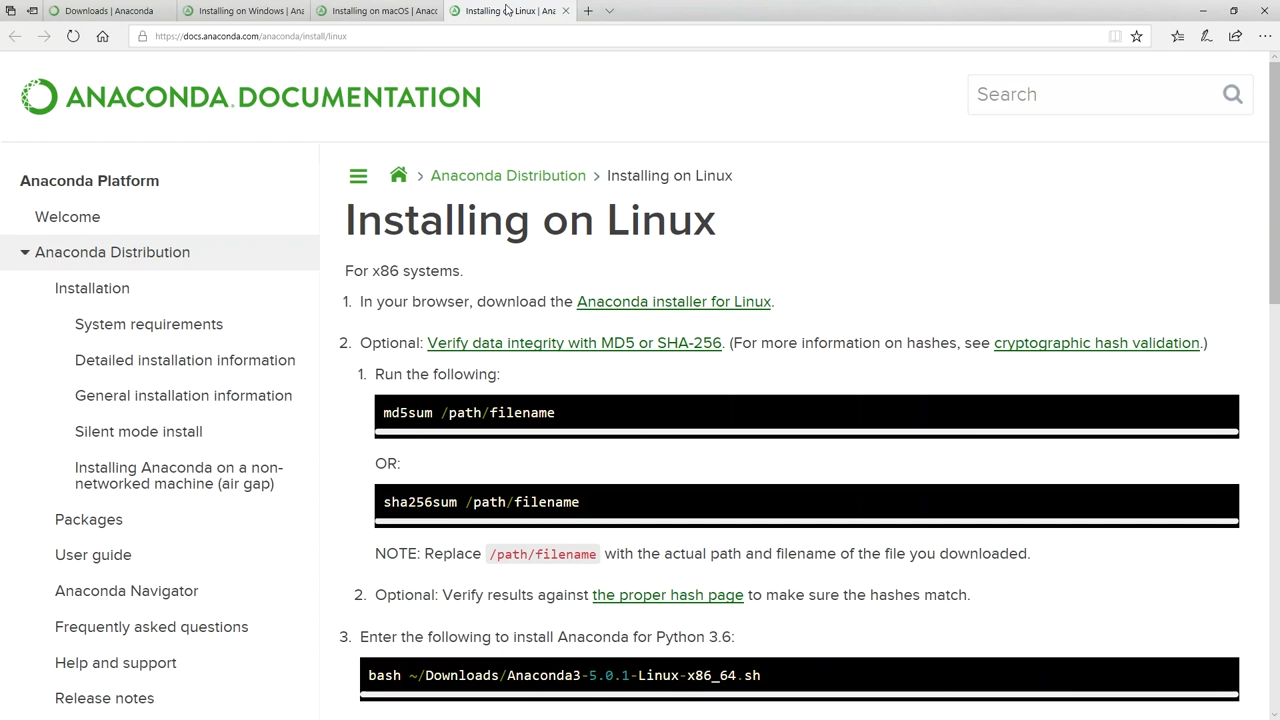 Downloads | Anaconda
Installing on Windows | Ana
Installing on macOS | Anaco
Installing on Linux | Ana
https://docs.anaconda.com/anaconda/install/linux
ANACONDA.DOCUMENTATION
Search
Anaconda Platform
Welcome
Anaconda Distribution
Installation
System requirements
Detailed installation information
General installation information
Silent mode install
Installing Anaconda on a non-
networked machine (air gap)
Packages
User guide
Anaconda Navigator
Frequently asked questions
Help and support
Release notes
> Anaconda Distribution > Installing on Linux
Installing on Linux
For x86 systems.
1. In your browser, download the Anaconda installer for Linux.
2. Optional: Verify data integrity with MD5 or SHA-256. (For more information on hashes, see cryptographic hash validation.)
1. Run the following:
md5sum /path/filename
OR:
sha256sum /path/filename
NOTE: Replace /path/filename with the actual path and filename of the file you downloaded.
2. Optional: Verify results against the proper hash page to make sure the hashes match.
3. Enter the following to install Anaconda for Python 3.6:
bash ~/Downloads/Anaconda3-5.0.1-Linux-x86_64.sh